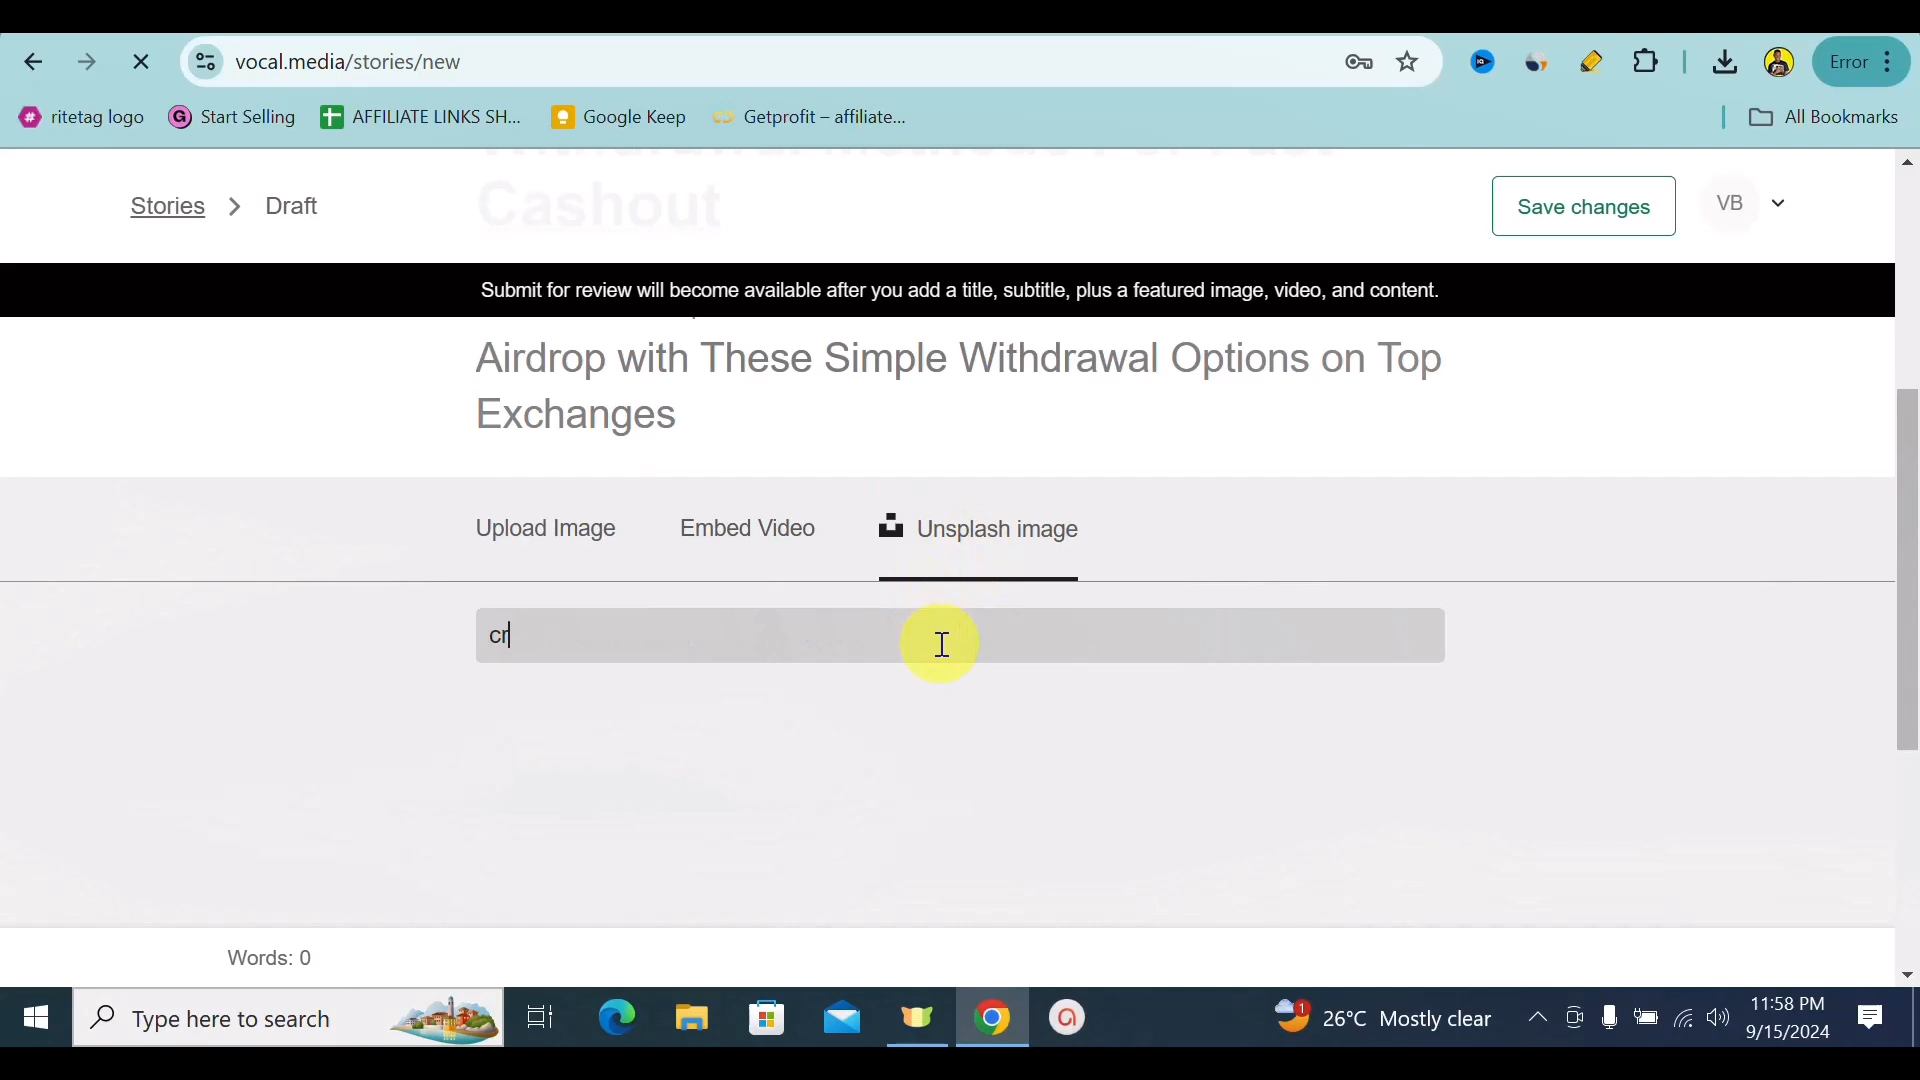 vocal.media/stories/new
Error
ritetag logo
Start Selling
AFFILIATE LINKS SH...
Google Keep
Getprofit – affiliate...
All Bookmarks
Cashout
Stories
Draft
Save changes
VB
Submit for review will become available after you add a title, subtitle, plus a featured image, video, and content.
Airdrop with These Simple Withdrawal Options on Top
Exchanges
Upload Image
Embed Video
Unsplash image
cr
Words: 0
Type here to search
1
26°C Mostly clear
11:58 PM
9/15/2024